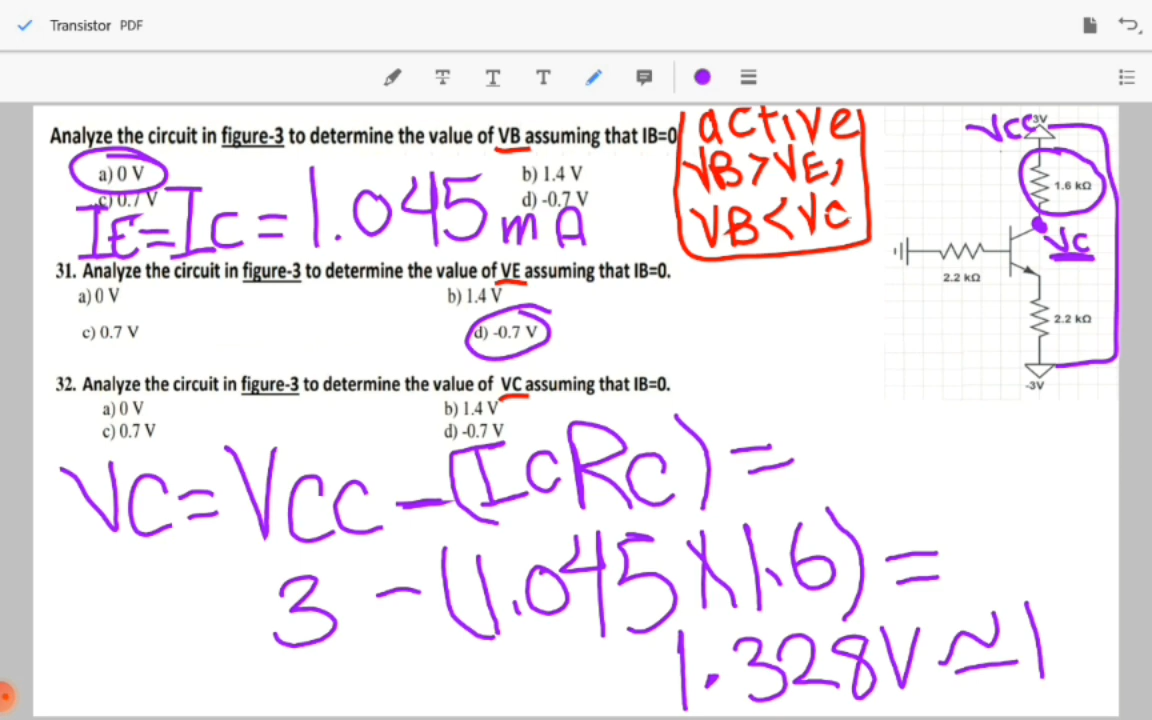 Transistor PDF
Analyze the circuit in figure-3 to determine the value of VB assuming that IB=0
a) 0 V
b) 1.4 V
c) 0.7 V
d) -0.7 V
IE=IC=1.045mA
active
VB>VE,
VB<VC
VCC 3V
1.6 kΩ
VC
2.2 kΩ
2.2 kΩ
-3V
31. Analyze the circuit in figure-3 to determine the value of VE assuming that IB=0.
a) 0 V
b) 1.4 V
c) 0.7 V
d) -0.7 V
32. Analyze the circuit in figure-3 to determine the value of VC assuming that IB=0.
a) 0 V
b) 1.4 V
c) 0.7 V
d) -0.7 V
VC=VCC-(ICRC)=
3-(1.045X1.6)=
1.328V≃1